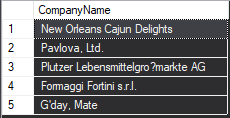 CompanyName
1 New Orleans Cajun Delights
2 Pavlova, Ltd.
3 Plutzer Lebensmittelgro?markte AG
4 Formaggi Fortini s.r.l.
5 G'day, Mate